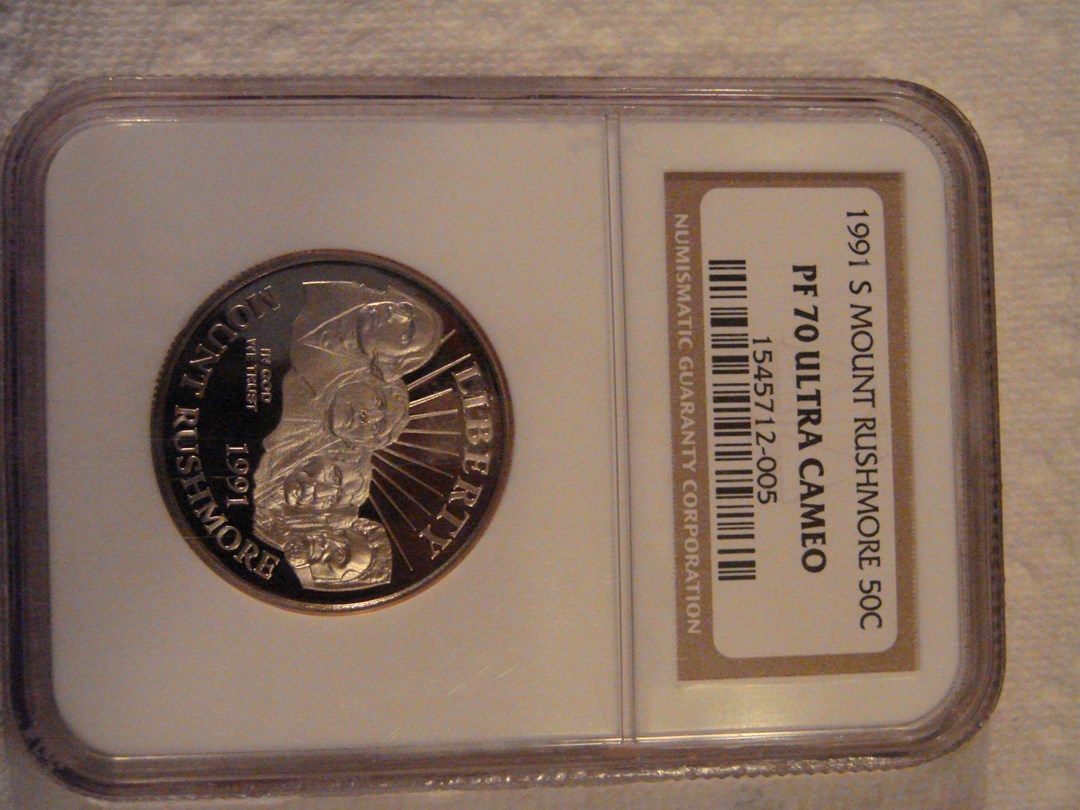 1991 S MOUNT RUSHMORE 50C
PF 70 ULTRA CAMEO
1545712-005
NUMISMATIC GUARANTY CORPORATION
LIBERTY
IN GOD
WE TRUST
1991
MOUNT RUSHMORE